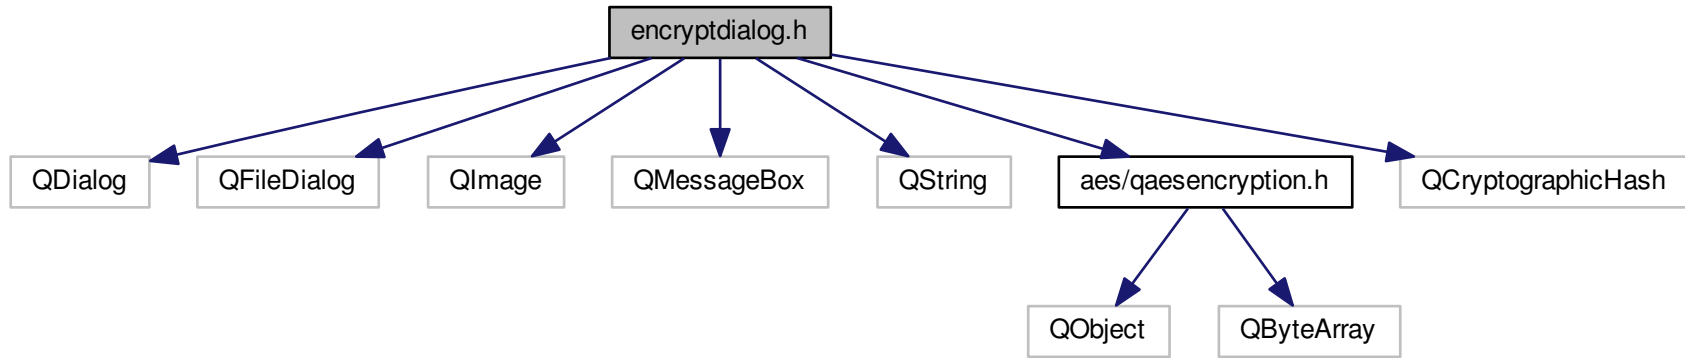 encryptdialog.h
QDialog
QFileDialog
QImage
QMessageBox
QString
aes/qaesencryption.h
QCryptographicHash
QObject
QByteArray